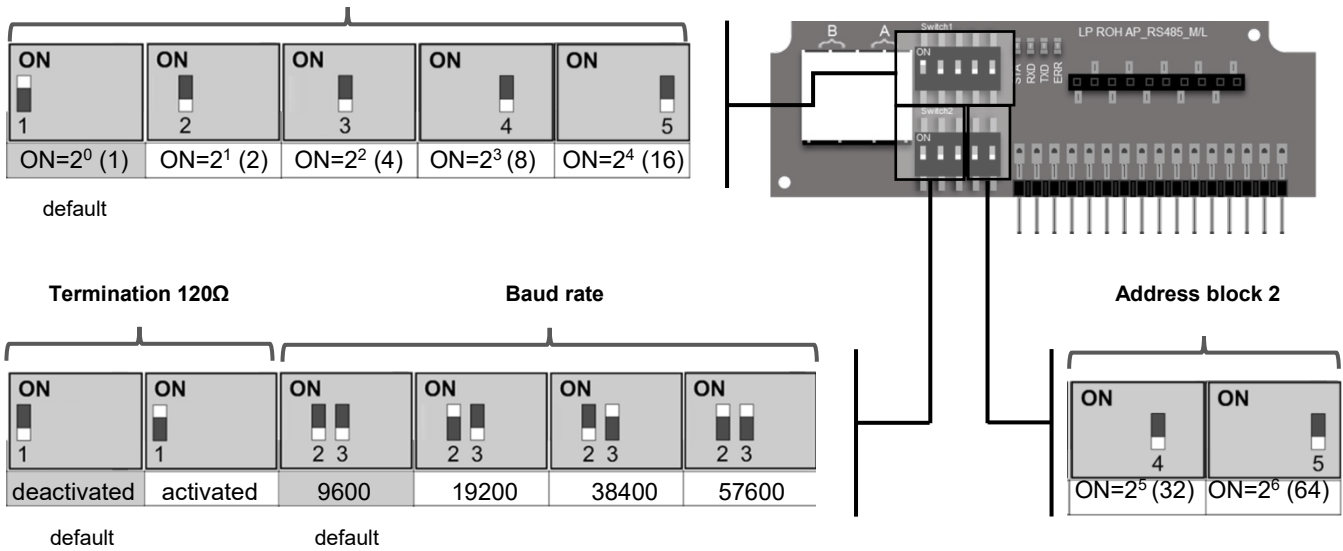 ON ON ON ON ON
1 2 3 4 5
ON=2⁰ (1) ON=2¹ (2) ON=2² (4) ON=2³ (8) ON=2⁴ (16)
default
B A Switch1 LP ROH AP_RS485_M/L
ON
STA RXD TXD ERR
Switch2
ON
Termination 120Ω Baud rate
ON ON ON ON ON ON
1 1 2 3 2 3 2 3 2 3
deactivated activated 9600 19200 38400 57600
default default
Address block 2
ON ON
4 5
ON=2⁵ (32) ON=2⁶ (64)